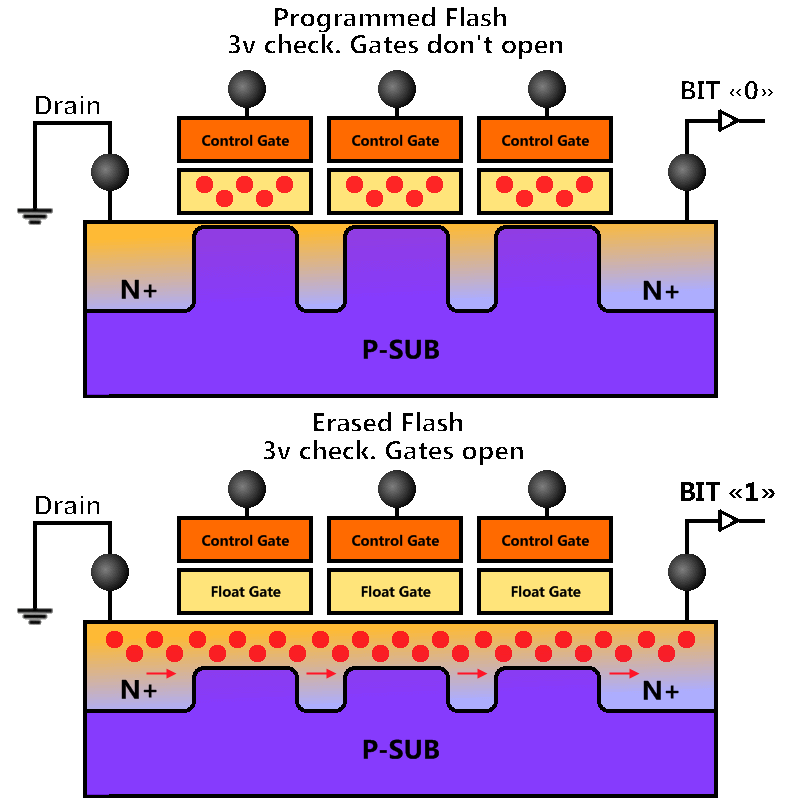 Programmed Flash
3v check. Gates don't open
Drain
BIT «0»
Control Gate
Control Gate
Control Gate
N+
N+
P-SUB
Erased Flash
3v check. Gates open
Drain
BIT «1»
Control Gate
Control Gate
Control Gate
Float Gate
Float Gate
Float Gate
N+
N+
P-SUB